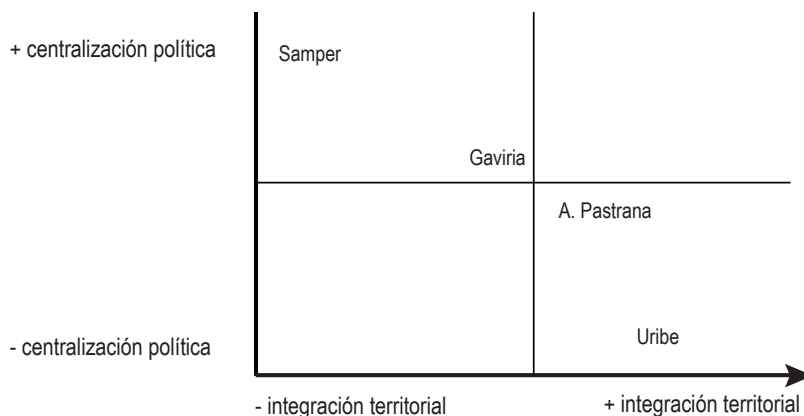 + centralización política
Samper
Gaviria
A. Pastrana
Uribe
- centralización política
- integración territorial
+ integración territorial